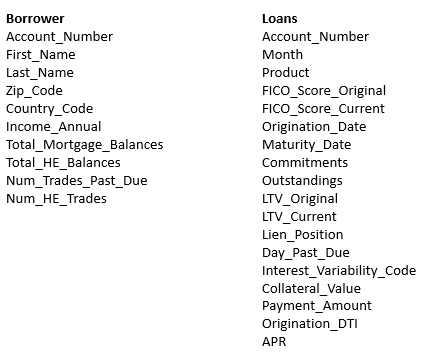 Borrower
Account_Number
First_Name
Last_Name
Zip_Code
Country_Code
Income_Annual
Total_Mortgage_Balances
Total_HE_Balances
Num_Trades_Past_Due
Num_HE_Trades
Loans
Account_Number
Month
Product
FICO_Score_Original
FICO_Score_Current
Origination_Date
Maturity_Date
Commitments
Outstandings
LTV_Original
LTV_Current
Lien_Position
Day_Past_Due
Interest_Variability_Code
Collateral_Value
Payment_Amount
Origination_DTI
APR